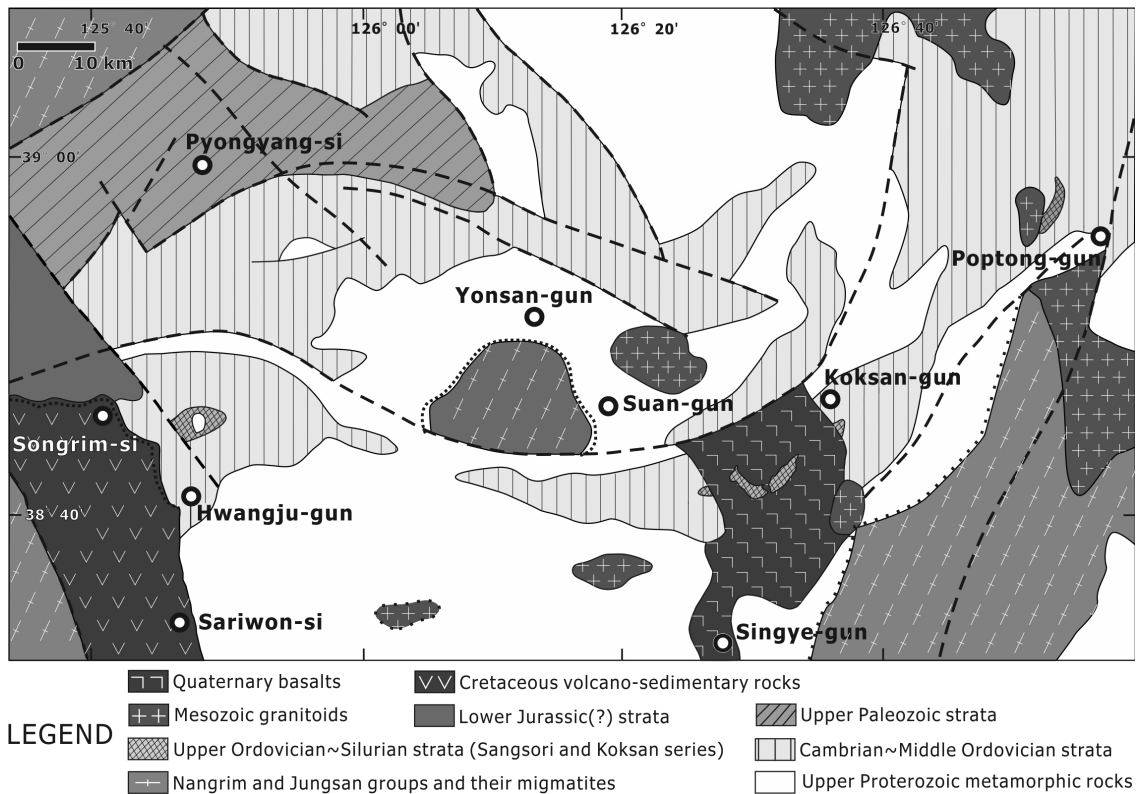 125° 40' 126° 00' 126° 20' 126° 40'
0 10 km
Pyongyang-si
39° 00'
Poptong-gun
Yonsan-gun
Koksan-gun
Suan-gun
Songrim-si
Hwangju-gun
38° 40'
Sariwon-si
Singye-gun
LEGEND
Quaternary basalts
Cretaceous volcano-sedimentary rocks
Mesozoic granitoids
Lower Jurassic(?) strata
Upper Paleozoic strata
Upper Ordovician~Silurian strata (Sangsori and Koksan series)
Cambrian~Middle Ordovician strata
Nangrim and Jungsan groups and their migmatites
Upper Proterozoic metamorphic rocks